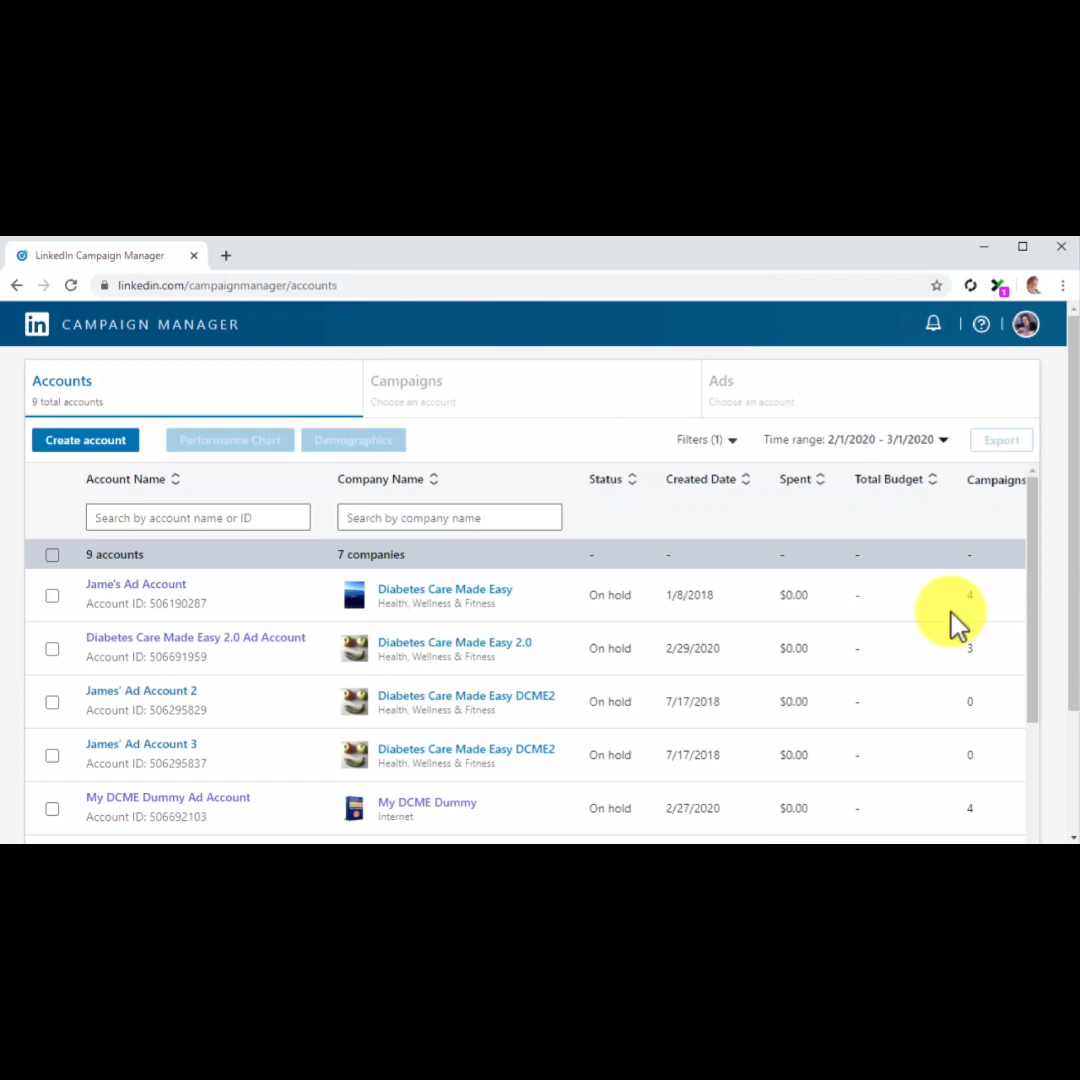 LinkedIn Campaign Manager
linkedin.com/campaignmanager/accounts
1
in CAMPAIGN MANAGER
Accounts
9 total accounts
Campaigns
Choose an account
Ads
Choose an account
Create account
Performance Chart
Demographics
Filters (1)
Time range: 2/1/2020 - 3/1/2020
Export
Account Name
Company Name
Status
Created Date
Spent
Total Budget
Campaigns
Search by account name or ID
Search by company name
9 accounts
7 companies
-
-
-
-
-
Jame's Ad Account
Account ID: 506190287
Diabetes Care Made Easy
Health, Wellness & Fitness
On hold
1/8/2018
$0.00
-
4
Diabetes Care Made Easy 2.0 Ad Account
Account ID: 506691959
Diabetes Care Made Easy 2.0
Health, Wellness & Fitness
On hold
2/29/2020
$0.00
-
3
James' Ad Account 2
Account ID: 506295829
Diabetes Care Made Easy DCME2
Health, Wellness & Fitness
On hold
7/17/2018
$0.00
-
0
James' Ad Account 3
Account ID: 506295837
Diabetes Care Made Easy DCME2
Health, Wellness & Fitness
On hold
7/17/2018
$0.00
-
0
My DCME Dummy Ad Account
Account ID: 506692103
My DCME Dummy
Internet
On hold
2/27/2020
$0.00
-
4